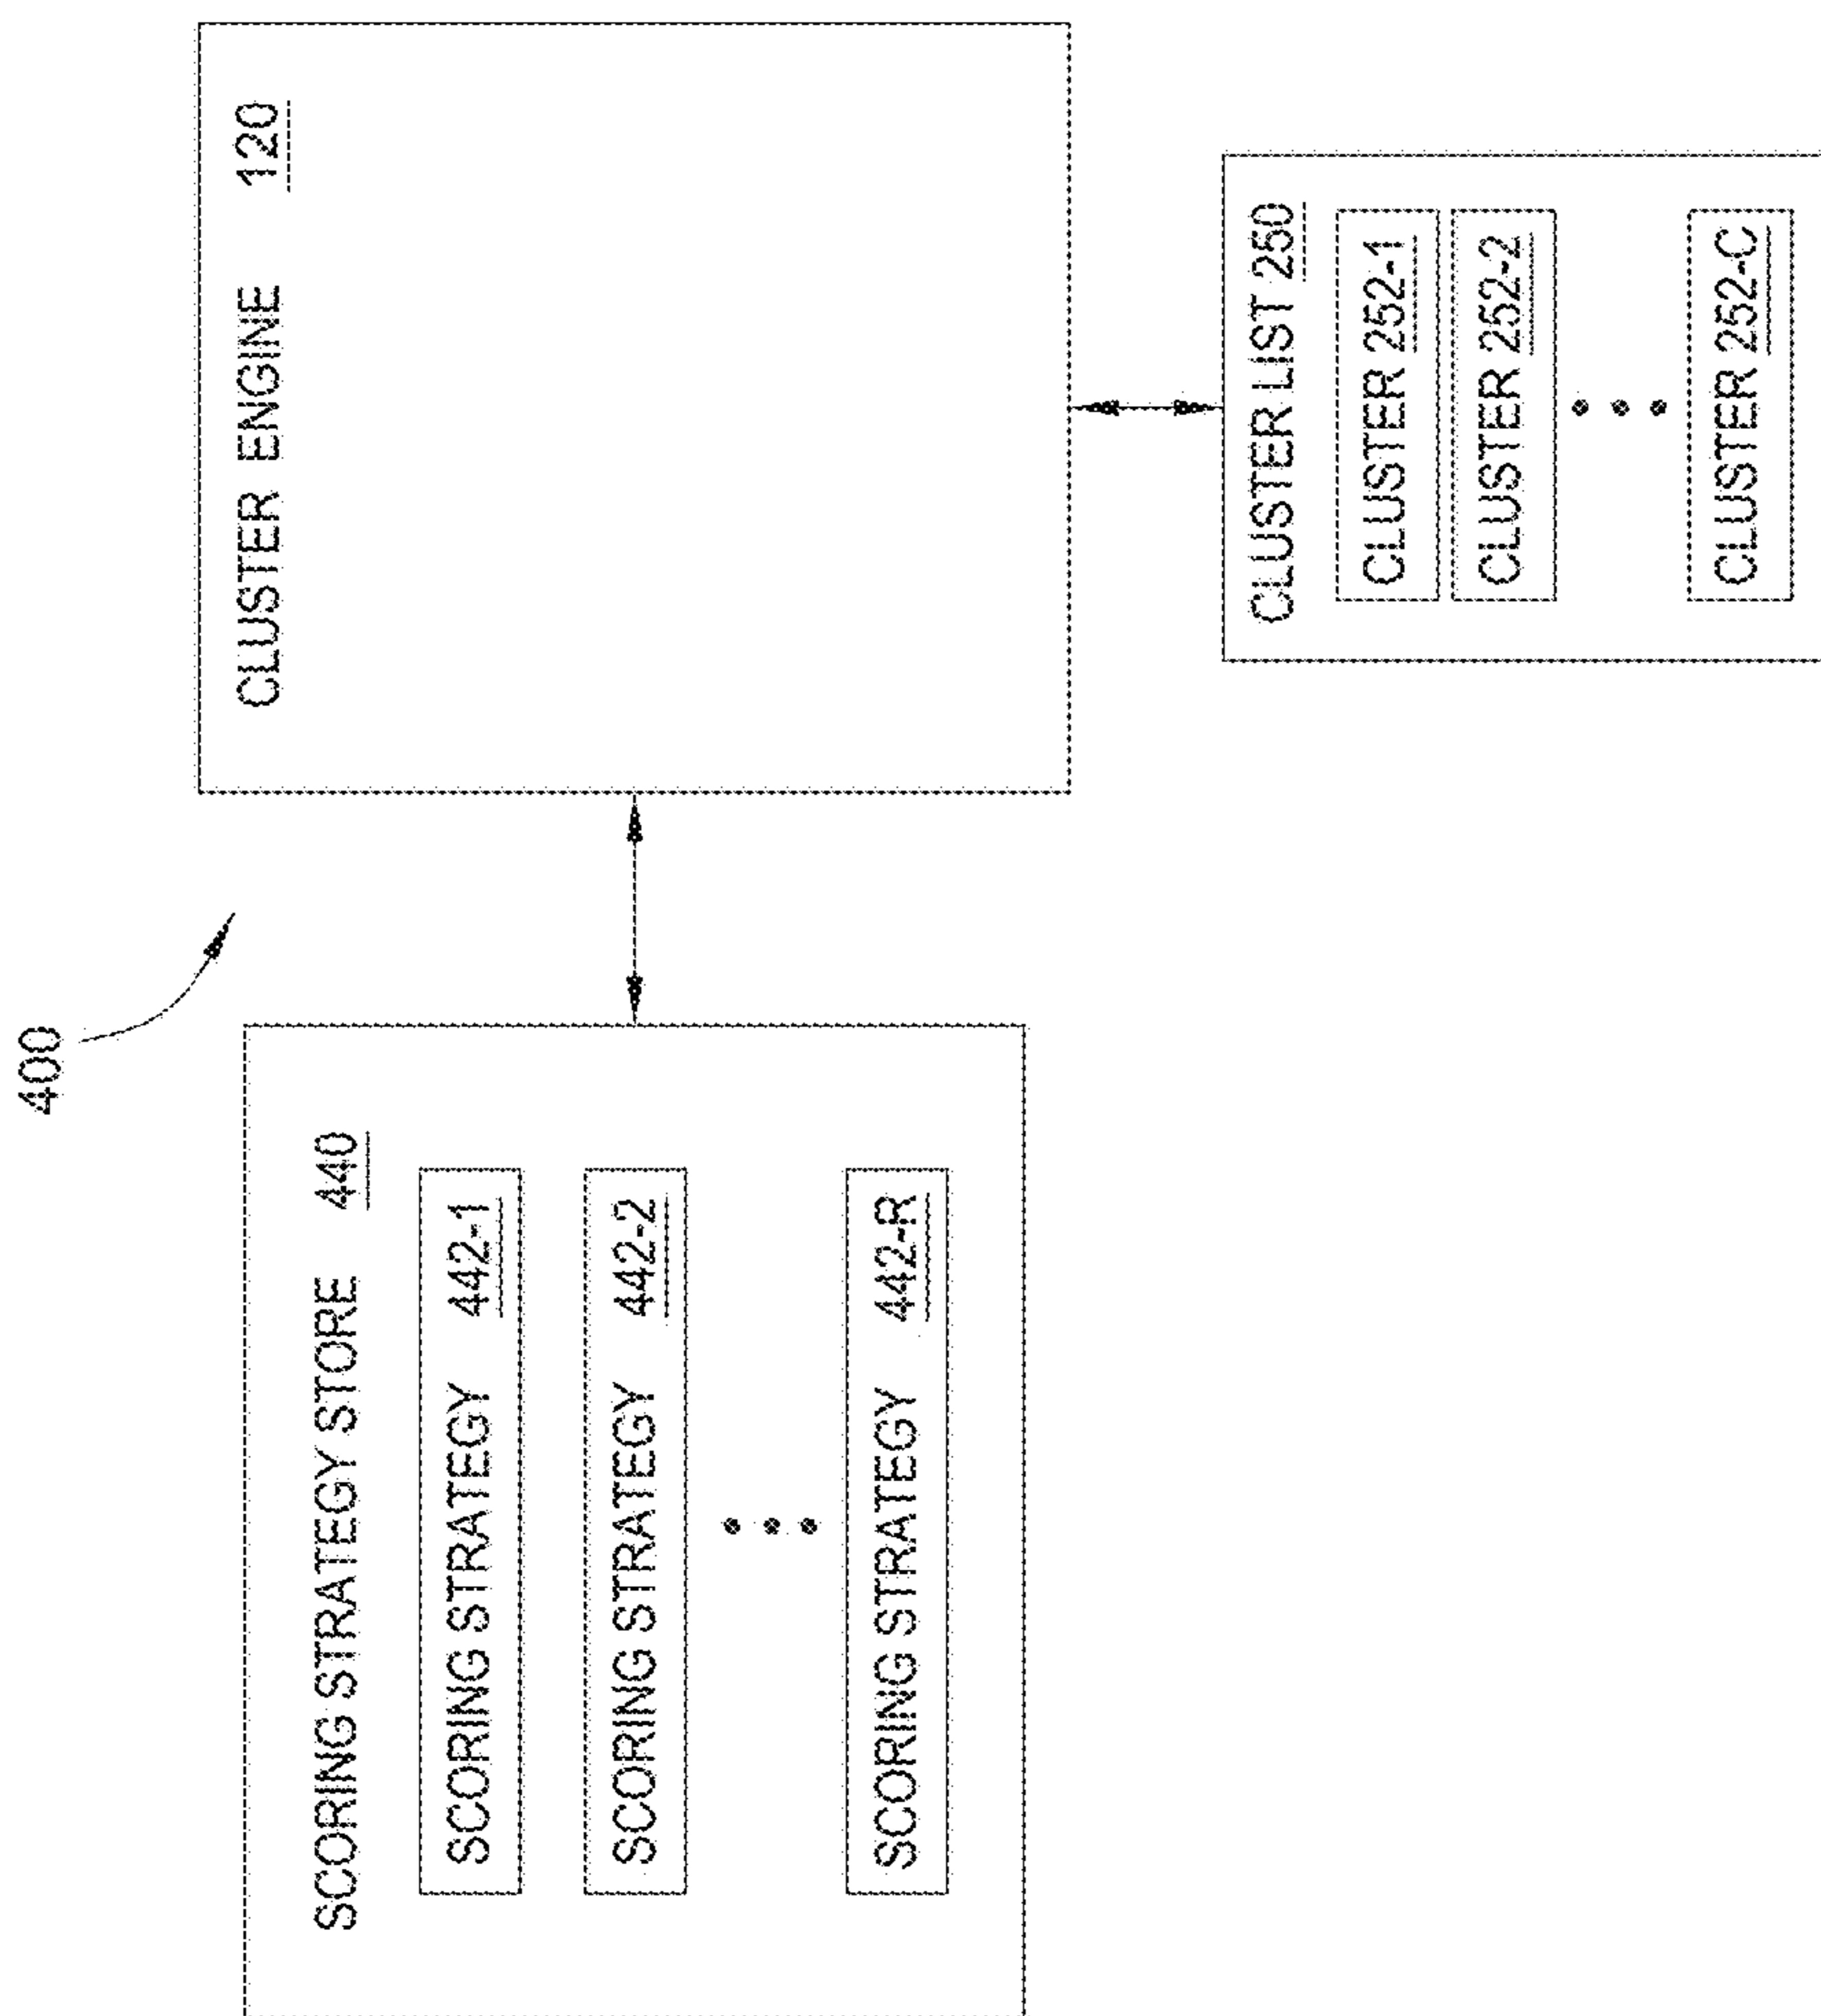 400
SCORING STRATEGY STORE 440
SCORING STRATEGY 442-1
SCORING STRATEGY 442-2
SCORING STRATEGY 442-R
CLUSTER ENGINE 120
CLUSTER LIST 250
CLUSTER 252-1
CLUSTER 252-2
CLUSTER 252-C